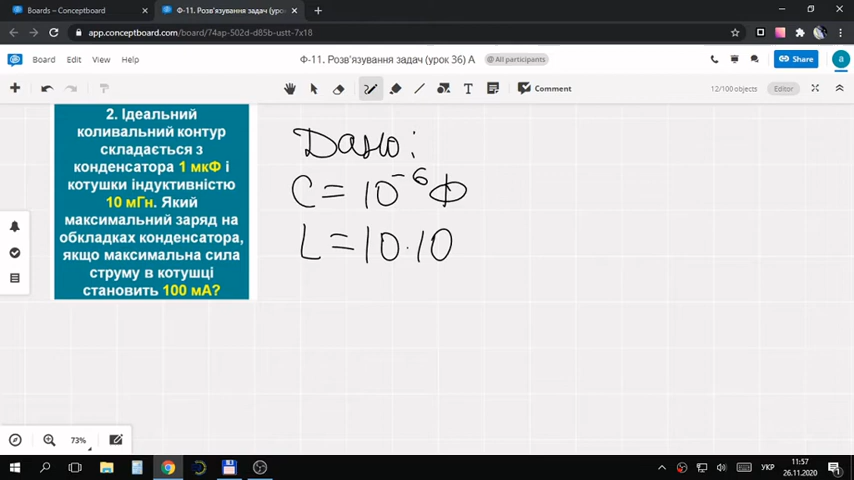 Boards – Conceptboard
Ф-11. Розв'язування задач (уро
app.conceptboard.com/board/74ap-502d-d85b-ustt-7x18
Board Edit View Help
Ф-11. Розв'язування задач (урок 36) А
All participants
Share
Comment
12/100 objects
Editor
2. Ідеальний
коливальний контур
складається з
конденсатора 1 мкФ і
котушки індуктивністю
10 мГн. Який
максимальний заряд на
обкладках конденсатора,
якщо максимальна сила
струму в котушці
становить 100 мА?
Дано:
C = 10⁻⁶ Ф
L = 10·10
73%
УКР
11:57
26.11.2020